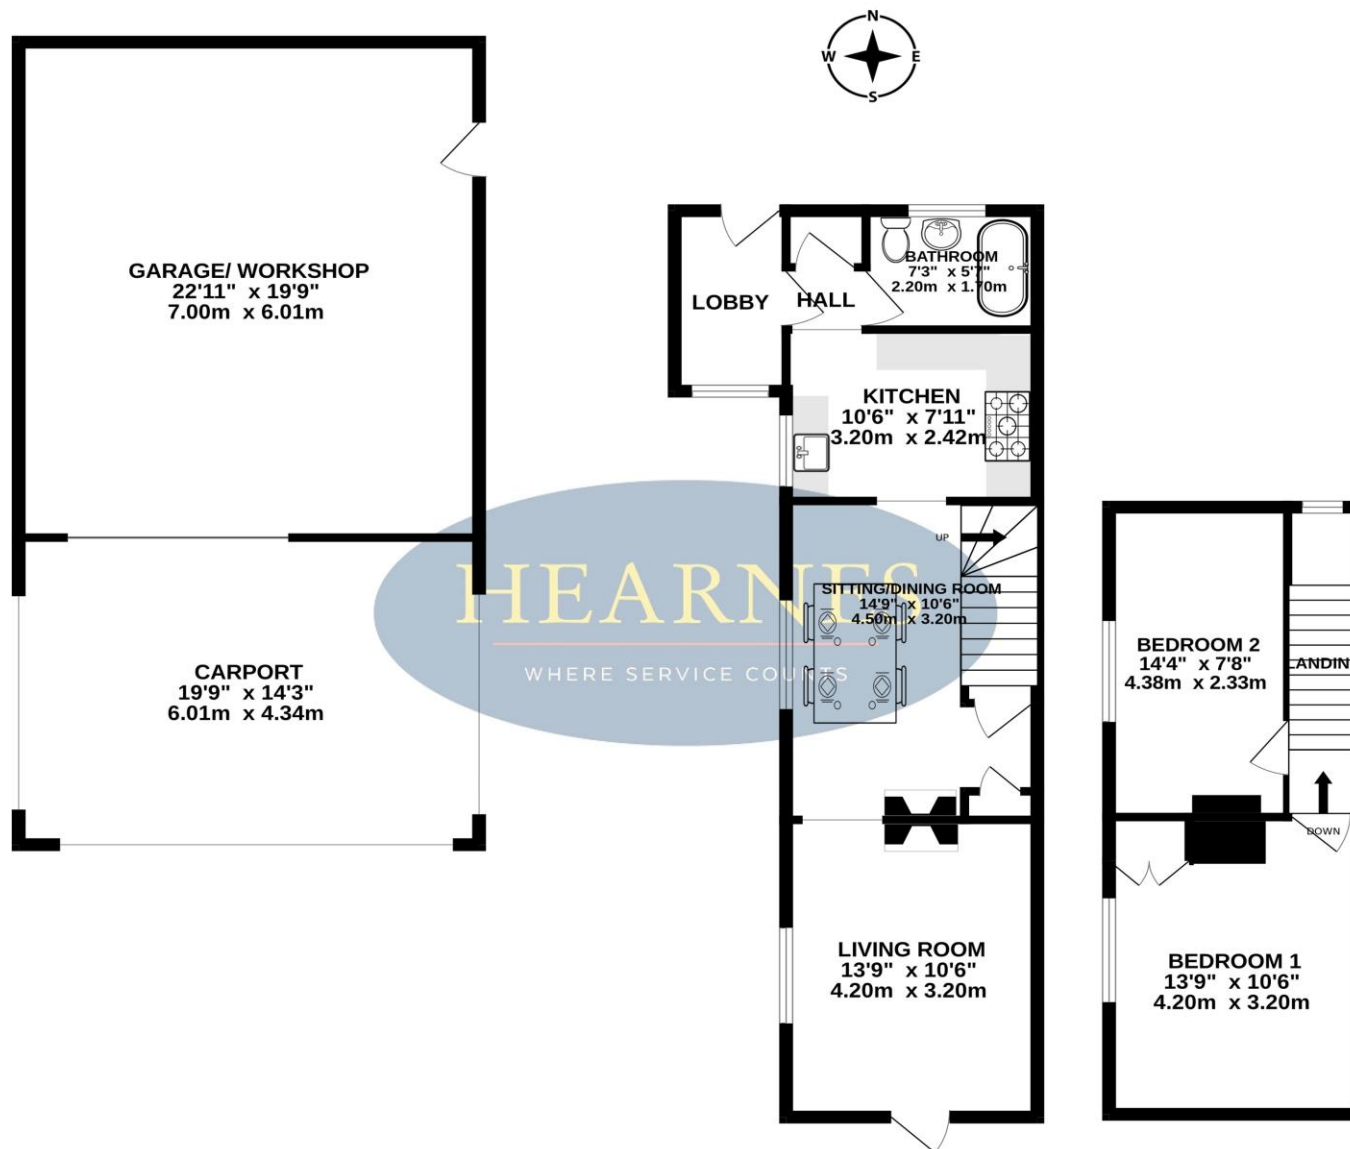 N
W E
S
GARAGE/ WORKSHOP
22'11" x 19'9"
7.00m x 6.01m
CARPORT
19'9" x 14'3"
6.01m x 4.34m
LOBBY
HALL
BATHROOM
7'3" x 5'7"
2.20m x 1.70m
KITCHEN
10'6" x 7'11"
3.20m x 2.42m
UP
SITTING/DINING ROOM
14'9" x 10'6"
4.50m x 3.20m
HEARNES
WHERE SERVICE COUNTS
LIVING ROOM
13'9" x 10'6"
4.20m x 3.20m
BEDROOM 2
14'4" x 7'8"
4.38m x 2.33m
LANDIN
DOWN
BEDROOM 1
13'9" x 10'6"
4.20m x 3.20m